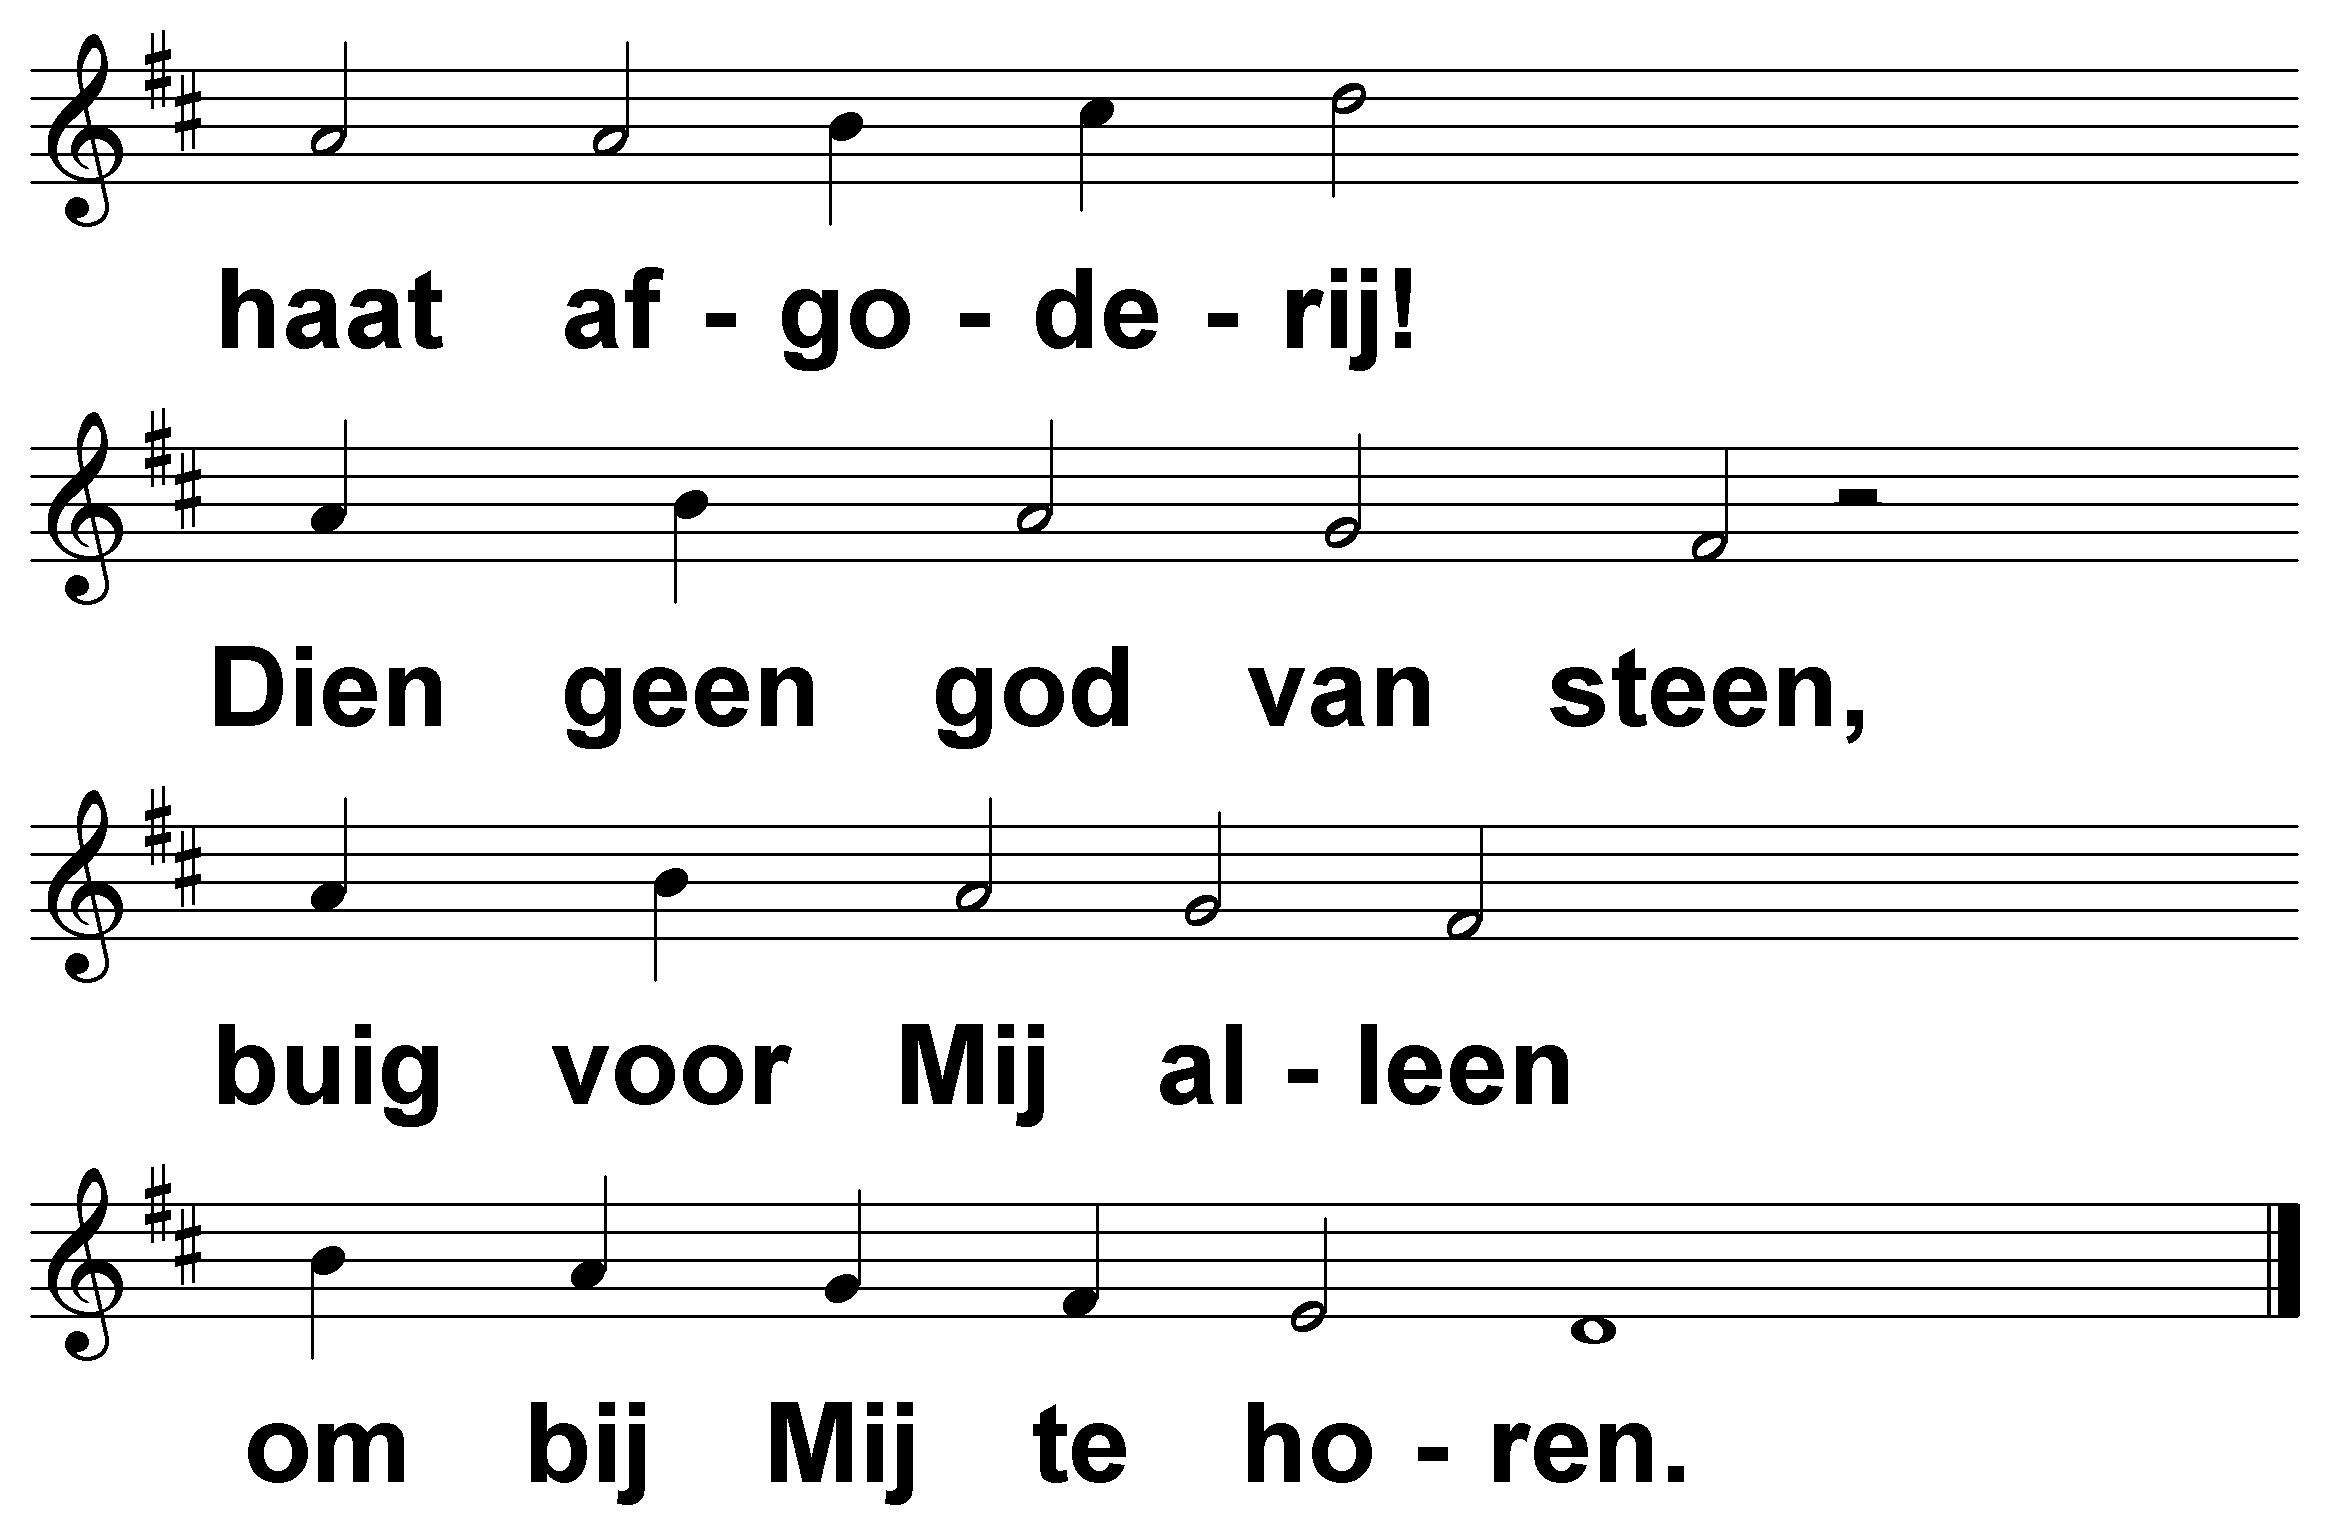 haat af - go - de - rij!
Dien geen god van steen,
buig voor Mij al - leen
om bij Mij te ho - ren.